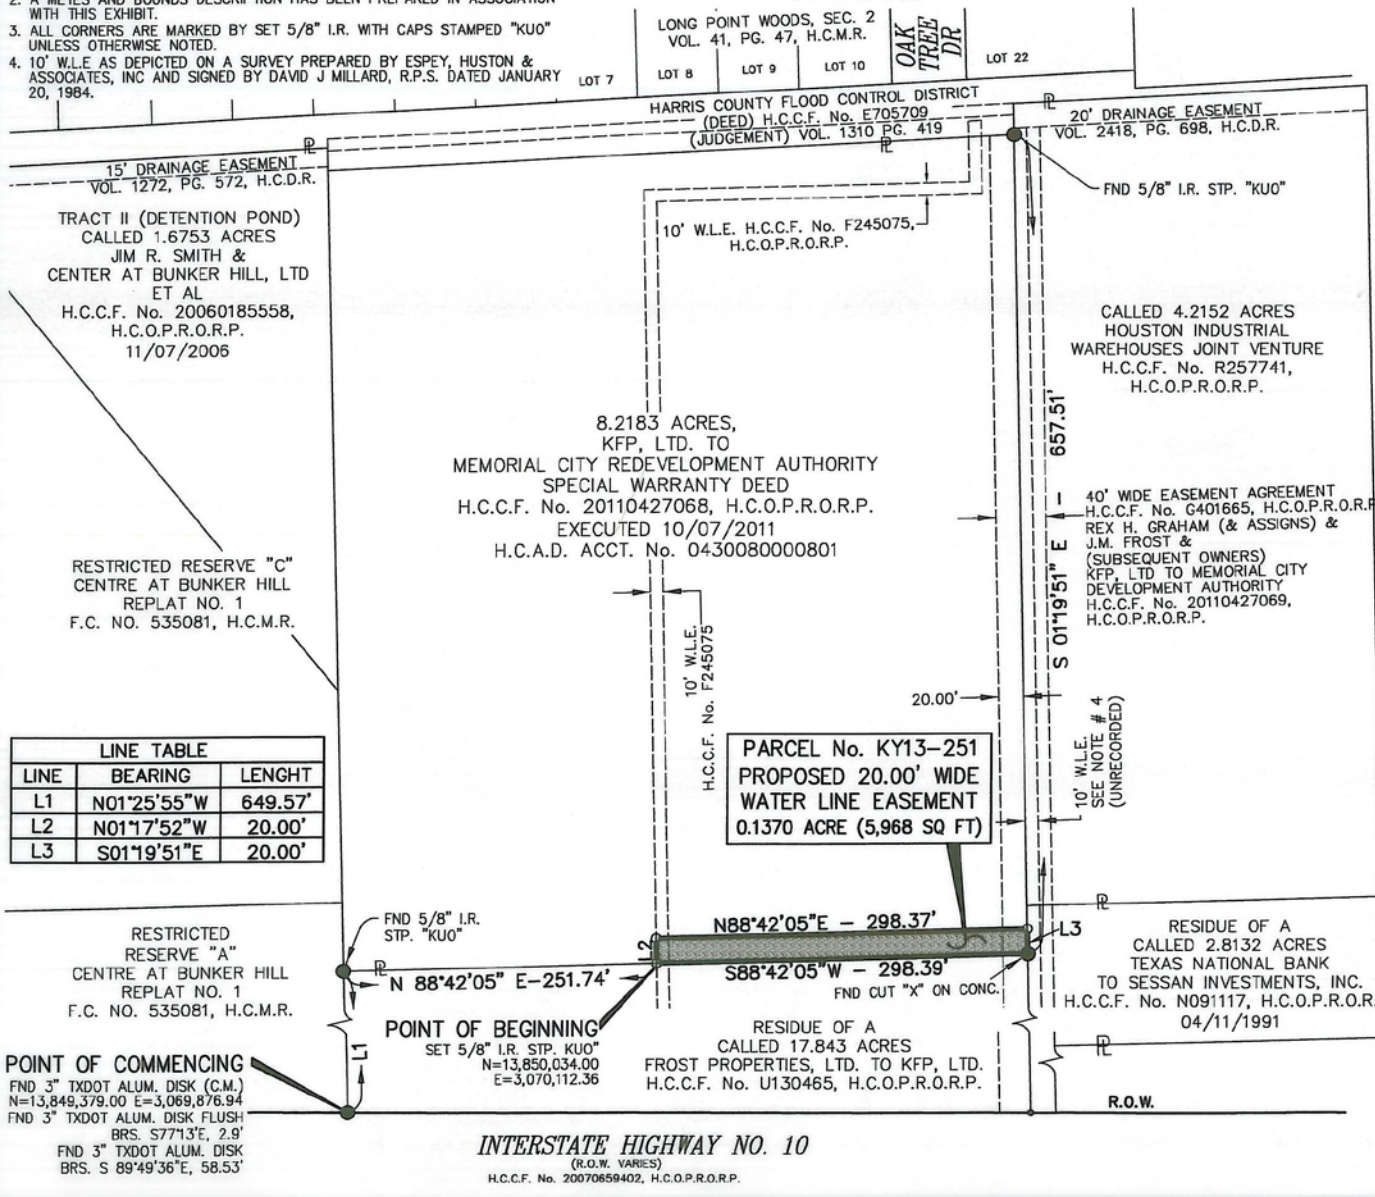 2. A METES AND BOUNDS DESCRIPTION HAS BEEN PREPARED IN ASSOCIATION
WITH THIS EXHIBIT.
3. ALL CORNERS ARE MARKED BY SET 5/8" I.R. WITH CAPS STAMPED "KUO"
UNLESS OTHERWISE NOTED.
4. 10' W.L.E AS DEPICTED ON A SURVEY PREPARED BY ESPEY, HUSTON &
ASSOCIATES, INC AND SIGNED BY DAVID J MILLARD, R.P.S. DATED JANUARY
20, 1984.
LONG POINT WOODS, SEC. 2
VOL. 41, PG. 47, H.C.M.R.
OAK
TREE
DR
LOT 7
LOT 8
LOT 9
LOT 10
LOT 22
HARRIS COUNTY FLOOD CONTROL DISTRICT
(DEED) H.C.C.F. No. E705709
(JUDGEMENT) VOL. 1310 PG. 419
PL
PL
PL
20' DRAINAGE EASEMENT
VOL. 2418, PG. 698, H.C.D.R.
15' DRAINAGE EASEMENT
VOL. 1272, PG. 572, H.C.D.R.
FND 5/8" I.R. STP. "KUO"
TRACT II (DETENTION POND)
CALLED 1.6753 ACRES
JIM R. SMITH &
CENTER AT BUNKER HILL, LTD
ET AL
H.C.C.F. No. 20060185558,
H.C.O.P.R.O.R.P.
11/07/2006
10' W.L.E. H.C.C.F. No. F245075,
H.C.O.P.R.O.R.P.
CALLED 4.2152 ACRES
HOUSTON INDUSTRIAL
WAREHOUSES JOINT VENTURE
H.C.C.F. No. R257741,
H.C.O.P.R.O.R.P.
8.2183 ACRES,
KFP, LTD. TO
MEMORIAL CITY REDEVELOPMENT AUTHORITY
SPECIAL WARRANTY DEED
H.C.C.F. No. 20110427068, H.C.O.P.R.O.R.P.
EXECUTED 10/07/2011
H.C.A.D. ACCT. No. 0430080000801
S 01°19'51" E - 657.51'
40' WIDE EASEMENT AGREEMENT
H.C.C.F. No. G401665, H.C.O.P.R.O.R.P
REX H. GRAHAM (& ASSIGNS) &
J.M. FROST &
(SUBSEQUENT OWNERS)
KFP, LTD TO MEMORIAL CITY
DEVELOPMENT AUTHORITY
H.C.C.F. No. 20110427069,
H.C.O.P.R.O.R.P.
RESTRICTED RESERVE "C"
CENTRE AT BUNKER HILL
REPLAT NO. 1
F.C. NO. 535081, H.C.M.R.
10' W.L.E.
H.C.C.F. No. F245075
20.00'
10' W.L.E.
SEE NOTE # 4
(UNRECORDED)
LINE TABLE
LINE BEARING LENGHT
L1 N01°25'55"W 649.57'
L2 N01°17'52"W 20.00'
L3 S01°19'51"E 20.00'
PARCEL No. KY13-251
PROPOSED 20.00' WIDE
WATER LINE EASEMENT
0.1370 ACRE (5,968 SQ FT)
PL
FND 5/8" I.R.
STP. "KUO"
N88°42'05"E - 298.37'
L3
L2
RESTRICTED
RESERVE "A"
CENTRE AT BUNKER HILL
REPLAT NO. 1
F.C. NO. 535081, H.C.M.R.
PL
N 88°42'05" E-251.74'
S88°42'05"W - 298.39'
FND CUT "X" ON CONC.
RESIDUE OF A
CALLED 2.8132 ACRES
TEXAS NATIONAL BANK
TO SESSAN INVESTMENTS, INC.
H.C.C.F. No. N091117, H.C.O.P.R.O.R.
04/11/1991
PL
POINT OF BEGINNING
SET 5/8" I.R. STP. KUO"
N=13,850,034.00
E=3,070,112.36
RESIDUE OF A
CALLED 17.843 ACRES
FROST PROPERTIES, LTD. TO KFP, LTD.
H.C.C.F. No. U130465, H.C.O.P.R.O.R.P.
L1
POINT OF COMMENCING
FND 3" TXDOT ALUM. DISK (C.M.)
N=13,849,379.00 E=3,069,876.94
FND 3" TXDOT ALUM. DISK FLUSH
BRS. S77°13'E, 2.9'
FND 3" TXDOT ALUM. DISK
BRS. S 89°49'36"E, 58.53'
R.O.W.
INTERSTATE HIGHWAY NO. 10
(R.O.W. VARIES)
H.C.C.F. No. 20070659402, H.C.O.P.R.O.R.P.